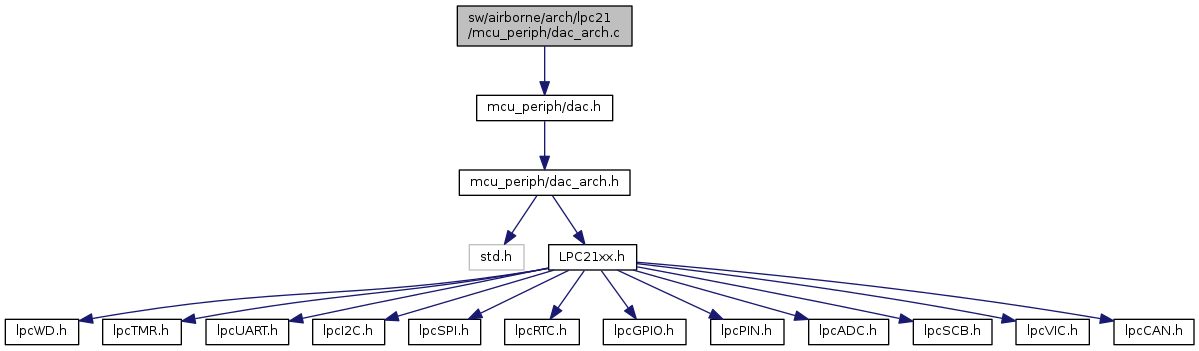 sw/airborne/arch/lpc21
/mcu_periph/dac_arch.c
mcu_periph/dac.h
mcu_periph/dac_arch.h
std.h
LPC21xx.h
lpcWD.h
lpcTMR.h
lpcUART.h
lpcI2C.h
lpcSPI.h
lpcRTC.h
lpcGPIO.h
lpcPIN.h
lpcADC.h
lpcSCB.h
lpcVIC.h
lpcCAN.h